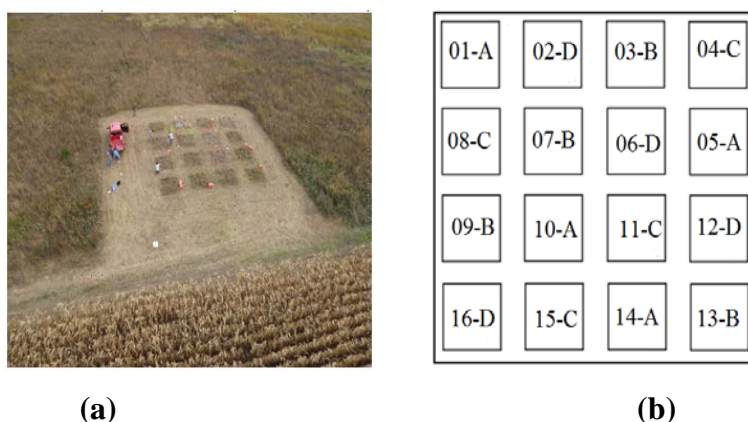 01-A 02-D 03-B 04-C
08-C 07-B 06-D 05-A
09-B 10-A 11-C 12-D
16-D 15-C 14-A 13-B
(a) (b)